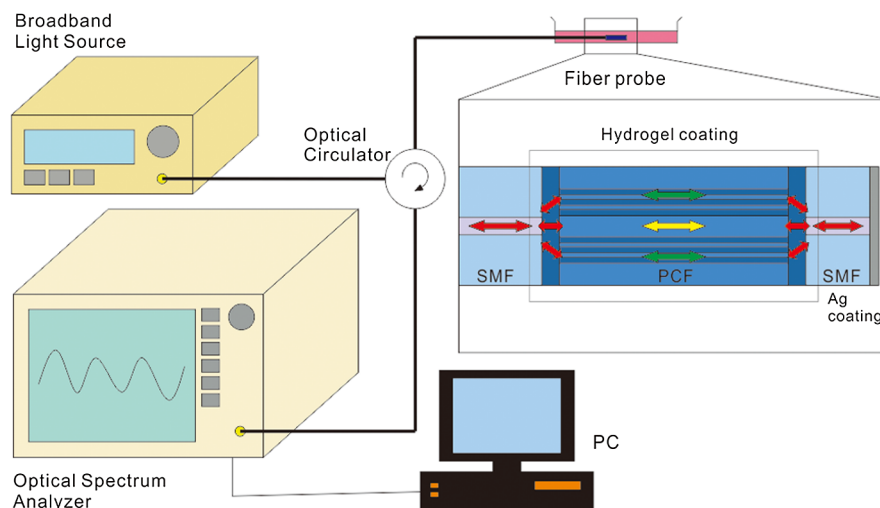 Broadband
Light Source
Fiber probe
Optical
Circulator
Hydrogel coating
SMF
PCF
SMF
Ag
coating
PC
Optical Spectrum
Analyzer